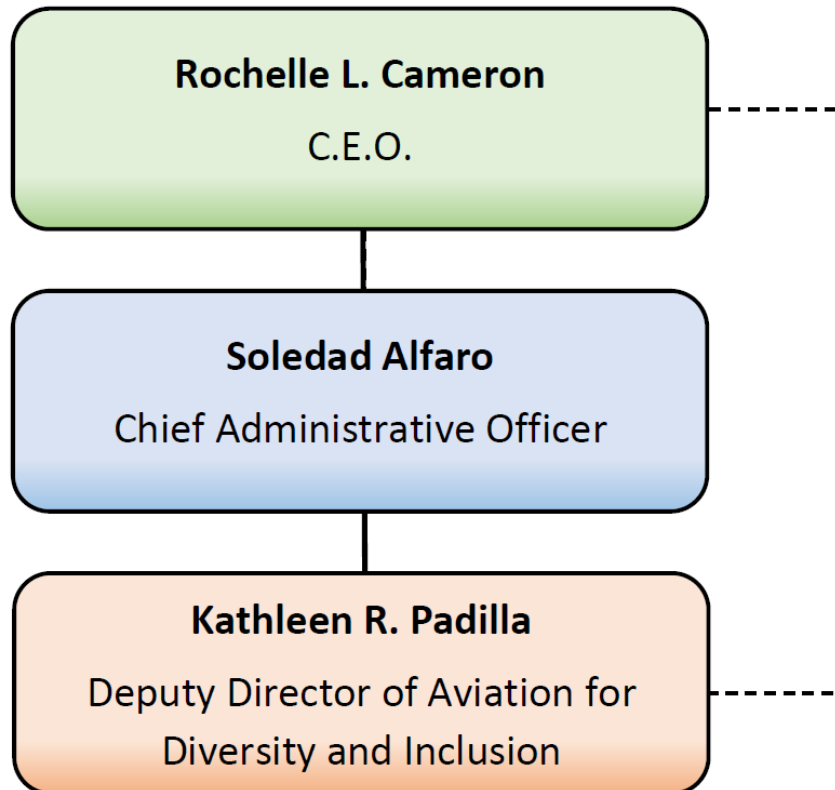 Rochelle L. Cameron
C.E.O.
Soledad Alfaro
Chief Administrative Officer
Kathleen R. Padilla
Deputy Director of Aviation for
Diversity and Inclusion